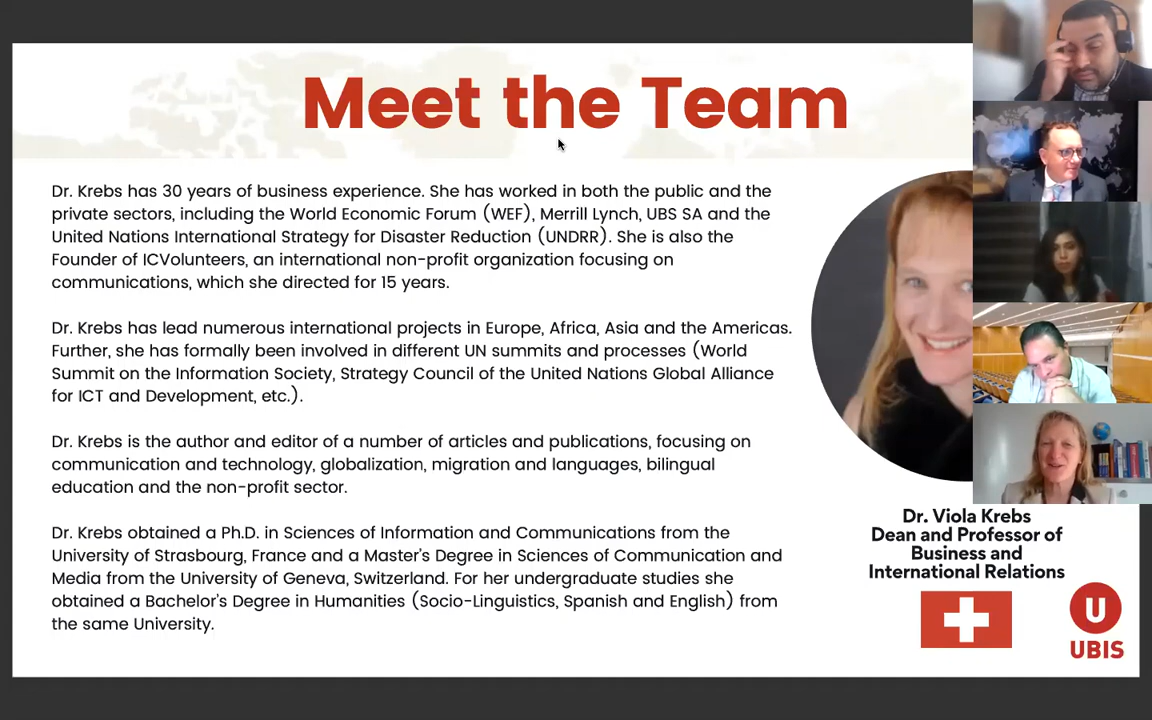 Meet the Team
Dr. Krebs has 30 years of business experience. She has worked in both the public and the
private sectors, including the World Economic Forum (WEF), Merrill Lynch, UBS SA and the
United Nations International Strategy for Disaster Reduction (UNDRR). She is also the
Founder of ICVolunteers, an international non-profit organization focusing on
communications, which she directed for 15 years.
Dr. Krebs has lead numerous international projects in Europe, Africa, Asia and the Americas.
Further, she has formally been involved in different UN summits and processes (World
Summit on the Information Society, Strategy Council of the United Nations Global Alliance
for ICT and Development, etc.).
Dr. Krebs is the author and editor of a number of articles and publications, focusing on
communication and technology, globalization, migration and languages, bilingual
education and the non-profit sector.
Dr. Krebs obtained a Ph.D. in Sciences of Information and Communications from the
University of Strasbourg, France and a Master's Degree in Sciences of Communication and
Media from the University of Geneva, Switzerland. For her undergraduate studies she
obtained a Bachelor's Degree in Humanities (Socio-Linguistics, Spanish and English) from
the same University.
Dr. Viola Krebs
Dean and Professor of
Business and
International Relations
U
UBIS